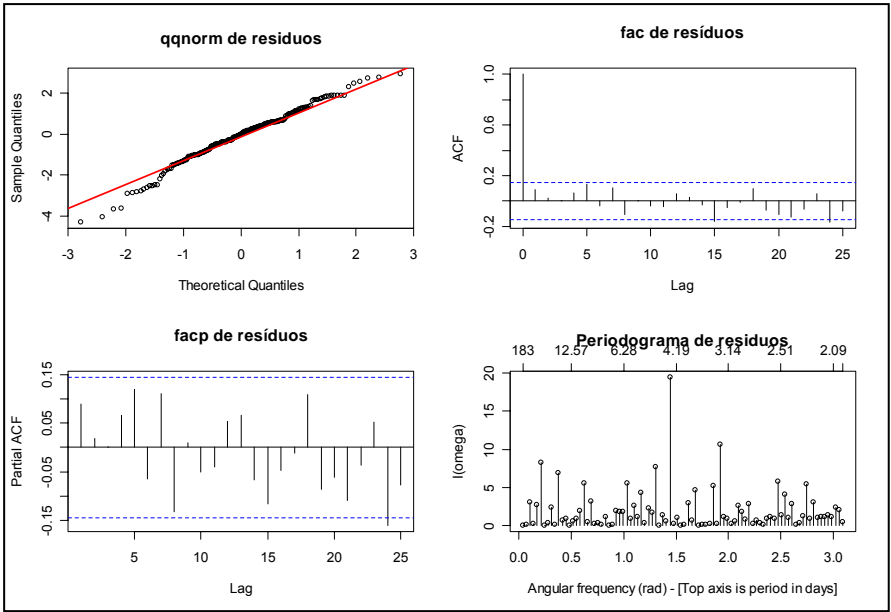 qqnorm de residuos
Sample Quantiles
2
0
-2
-4
-3 -2 -1 0 1 2 3
Theoretical Quantiles
fac de resíduos
ACF
1.0
0.6
0.2
-0.2
0 5 10 15 20 25
Lag
facp de resíduos
Partial ACF
0.15
0.05
-0.05
-0.15
5 10 15 20 25
Lag
Periodograma de residuos
183 12.57 6.28 4.19 3.14 2.51 2.09
I(omega)
20
15
10
5
0
0.0 0.5 1.0 1.5 2.0 2.5 3.0
Angular frequency (rad) - [Top axis is period in days]